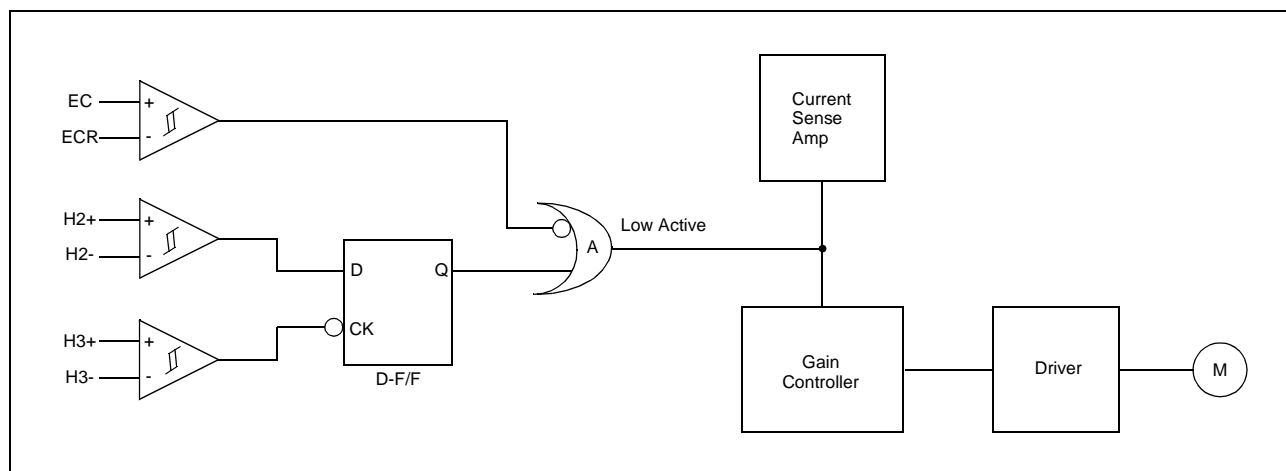 EC
+
ECR
-
H2+
+
H2-
-
H3+
+
H3-
-
D
Q
CK
D-F/F
A
Low Active
Current
Sense
Amp
Gain
Controller
Driver
M